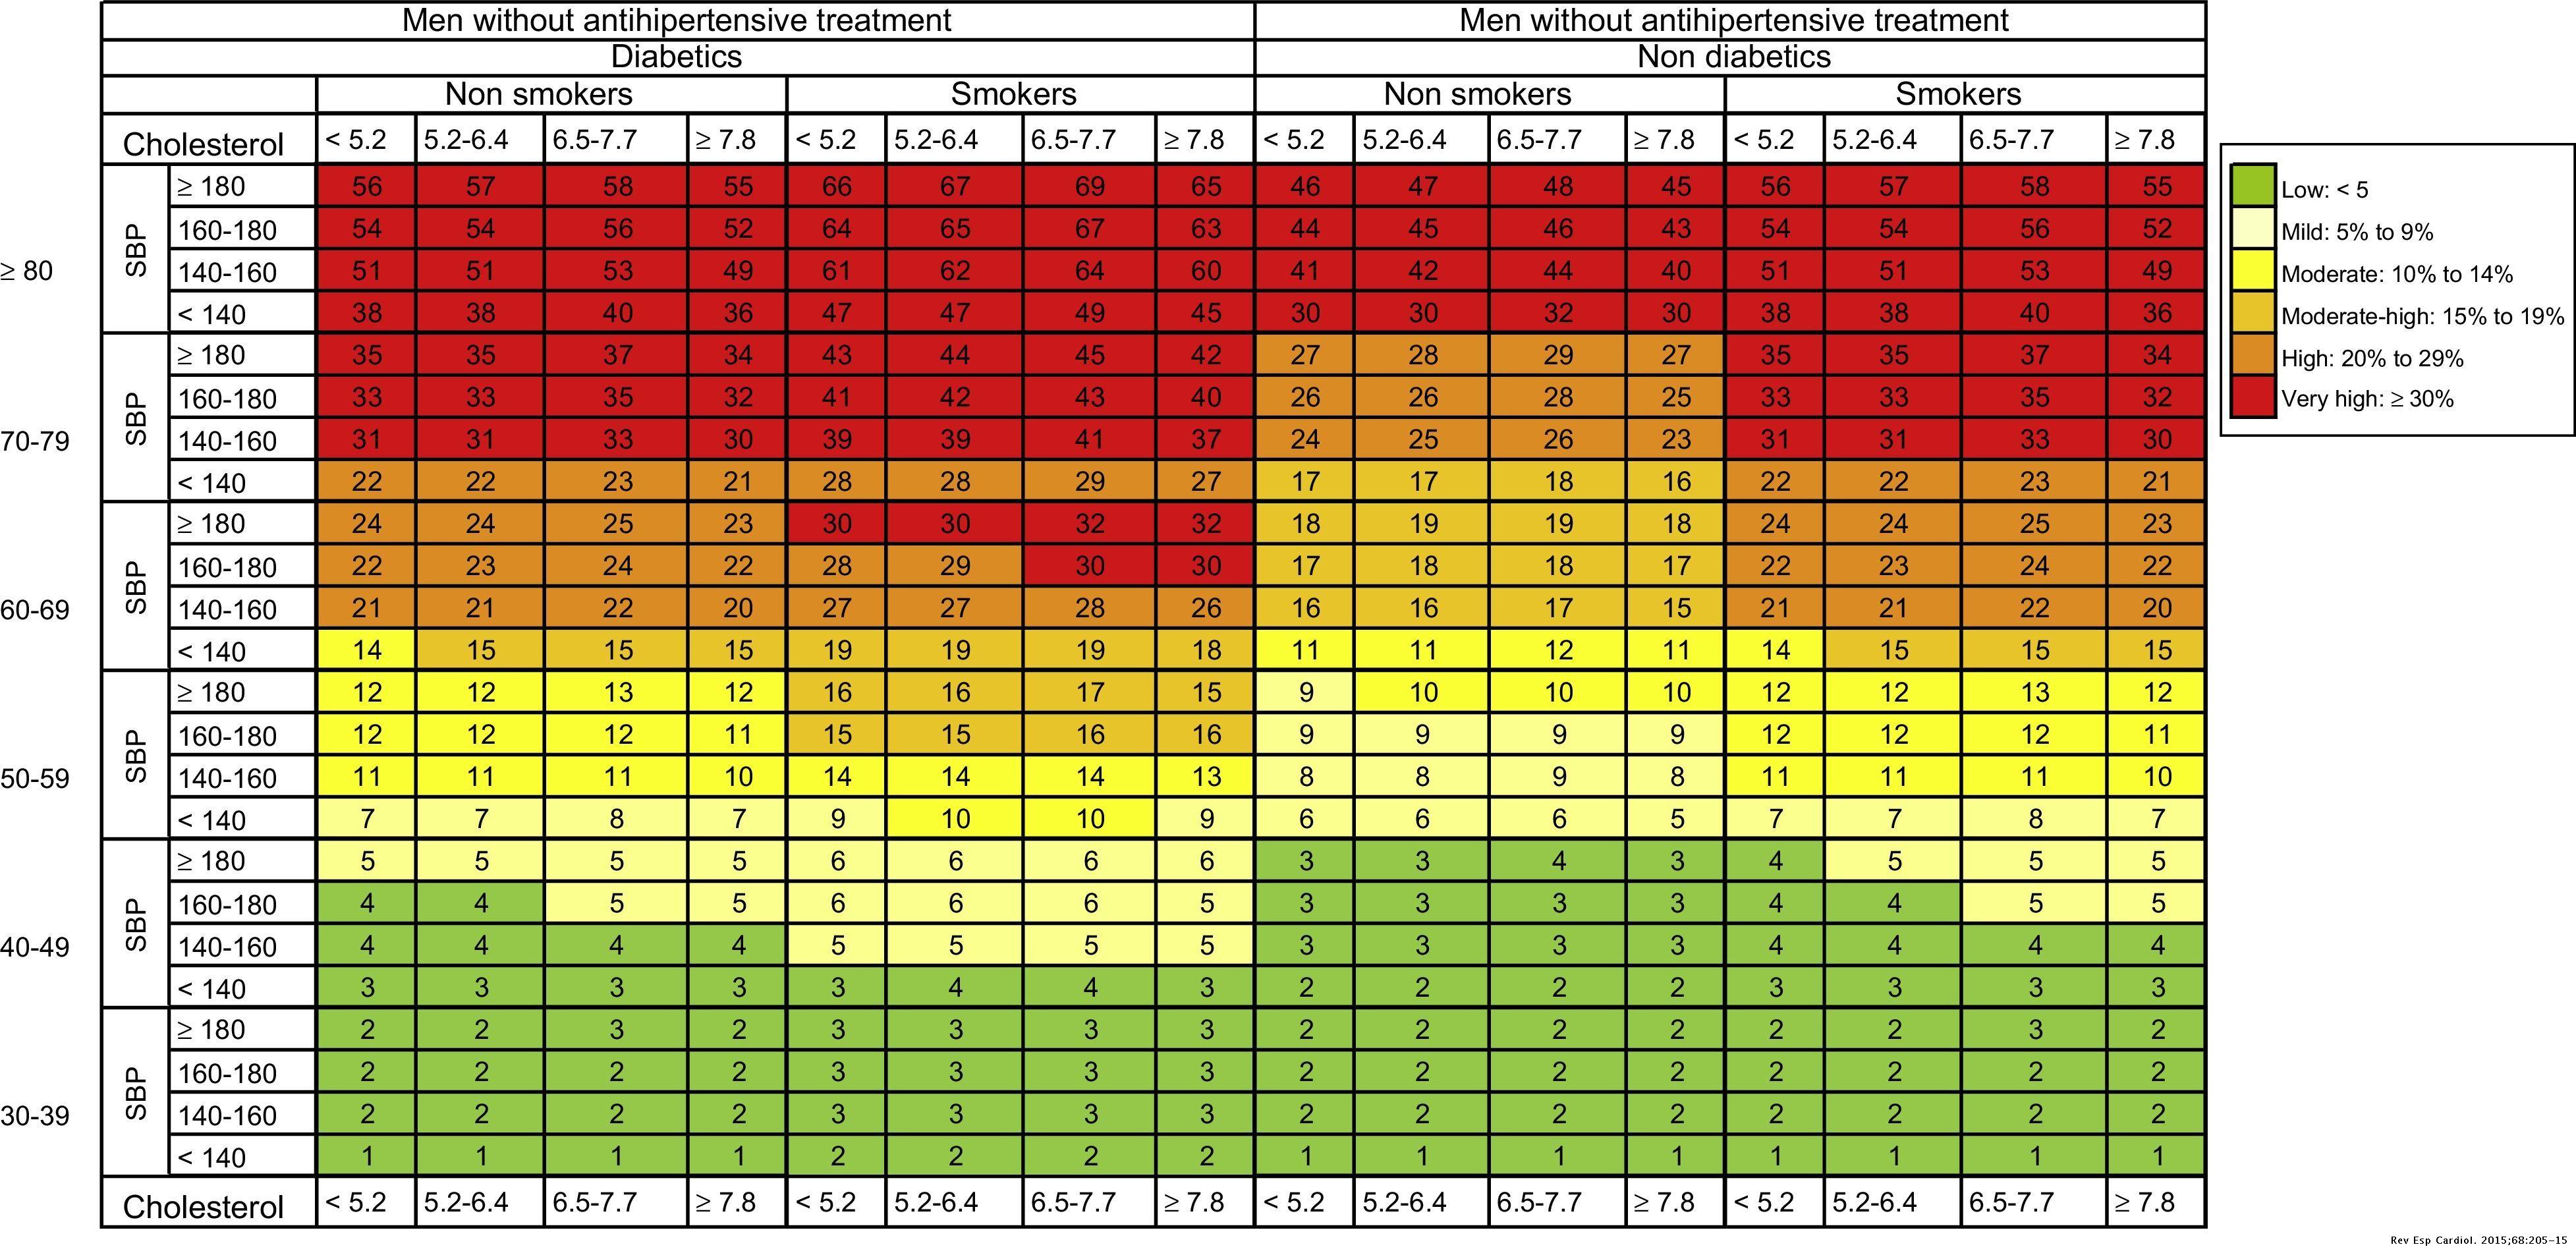 Men without antihipertensive treatment Men without antihipertensive treatment
Diabetics Non diabetics
Non smokers Smokers Non smokers Smokers
Cholesterol < 5.2 5.2-6.4 6.5-7.7 ≥ 7.8 < 5.2 5.2-6.4 6.5-7.7 ≥ 7.8 < 5.2 5.2-6.4 6.5-7.7 ≥ 7.8 < 5.2 5.2-6.4 6.5-7.7 ≥ 7.8
≥ 80 SBP
≥ 180 56 57 58 55 66 67 69 65 46 47 48 45 56 57 58 55
160-180 54 54 56 52 64 65 67 63 44 45 46 43 54 54 56 52
140-160 51 51 53 49 61 62 64 60 41 42 44 40 51 51 53 49
< 140 38 38 40 36 47 47 49 45 30 30 32 30 38 38 40 36
70-79 SBP
≥ 180 35 35 37 34 43 44 45 42 27 28 29 27 35 35 37 34
160-180 33 33 35 32 41 42 43 40 26 26 28 25 33 33 35 32
140-160 31 31 33 30 39 39 41 37 24 25 26 23 31 31 33 30
< 140 22 22 23 21 28 28 29 27 17 17 18 16 22 22 23 21
60-69 SBP
≥ 180 24 24 25 23 30 30 32 32 18 19 19 18 24 24 25 23
160-180 22 23 24 22 28 29 30 30 17 18 18 17 22 23 24 22
140-160 21 21 22 20 27 27 28 26 16 16 17 15 21 21 22 20
< 140 14 15 15 15 19 19 19 18 11 11 12 11 14 15 15 15
50-59 SBP
≥ 180 12 12 13 12 16 16 17 15 9 10 10 10 12 12 13 12
160-180 12 12 12 11 15 15 16 16 9 9 9 9 12 12 12 11
140-160 11 11 11 10 14 14 14 13 8 8 9 8 11 11 11 10
< 140 7 7 8 7 9 10 10 9 6 6 6 5 7 7 8 7
40-49 SBP
≥ 180 5 5 5 5 6 6 6 6 3 3 4 3 4 5 5 5
160-180 4 4 5 5 6 6 6 5 3 3 3 3 4 4 5 5
140-160 4 4 4 4 5 5 5 5 3 3 3 3 4 4 4 4
< 140 3 3 3 3 3 4 4 3 2 2 2 2 3 3 3 3
30-39 SBP
≥ 180 2 2 3 2 3 3 3 3 2 2 2 2 2 2 3 2
160-180 2 2 2 2 3 3 3 3 2 2 2 2 2 2 2 2
140-160 2 2 2 2 3 3 3 3 2 2 2 2 2 2 2 2
< 140 1 1 1 1 2 2 2 2 1 1 1 1 1 1 1 1
Cholesterol < 5.2 5.2-6.4 6.5-7.7 ≥ 7.8 < 5.2 5.2-6.4 6.5-7.7 ≥ 7.8 < 5.2 5.2-6.4 6.5-7.7 ≥ 7.8 < 5.2 5.2-6.4 6.5-7.7 ≥ 7.8
Low: < 5
Mild: 5% to 9%
Moderate: 10% to 14%
Moderate-high: 15% to 19%
High: 20% to 29%
Very high: ≥ 30%
Rev Esp Cardiol. 2015;68:205–15